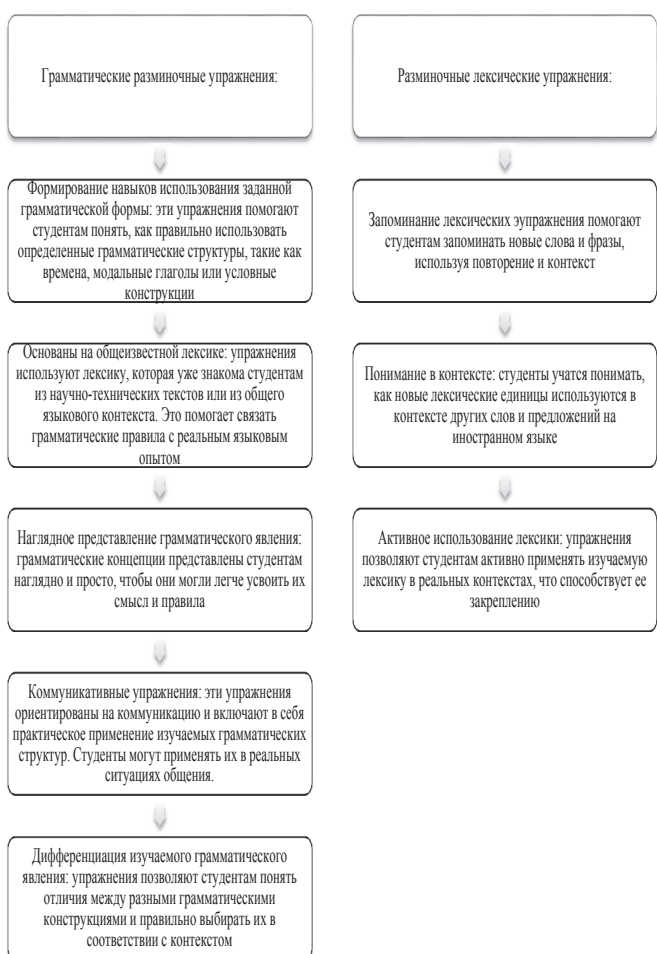 Грамматические разминочные упражнения:
Формирование навыков использования заданной
грамматической формы: эти упражнения помогают
студентам понять, как правильно использовать
определенные грамматические структуры, такие как
времена, модальные глаголы или условные
конструкции
Основаны на общеизвестной лексике: упражнения
используют лексику, которая уже знакома студентам
из научно-технических текстов или из общего
языкового контекста. Это помогает связать
грамматические правила с реальным языковым
опытом
Наглядное представление грамматического явления:
грамматические концепции представлены студентам
наглядно и просто, чтобы они могли легче усвоить их
смысл и правила
Коммуникативные упражнения: эти упражнения
ориентированы на коммуникацию и включают в себя
практическое применение изучаемых грамматических
структур. Студенты могут применять их в реальных
ситуациях общения.
Дифференциация изучаемого грамматического
явления: упражнения позволяют студентам понять
отличия между разными грамматическими
конструкциями и правильно выбирать их в
соответствии с контекстом
Разминочные лексические упражнения:
Запоминание лексических эупражнения помогают
студентам запоминать новые слова и фразы,
используя повторение и контекст
Понимание в контексте: студенты учатся понимать,
как новые лексические единицы используются в
контексте других слов и предложений на
иностранном языке
Активное использование лексики: упражнения
позволяют студентам активно применять изучаемую
лексику в реальных контекстах, что способствует ее
закреплению